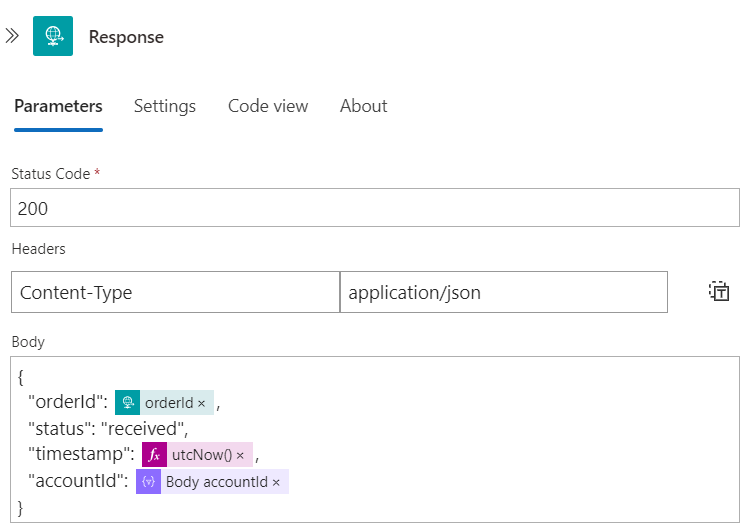 Response
Parameters Settings Code view About
Status Code *
200
Headers
Content-Type application/json
Body
{
"orderId": orderId × ,
"status": "received",
"timestamp": fx utcNow() × ,
"accountId": {v} Body accountId ×
}